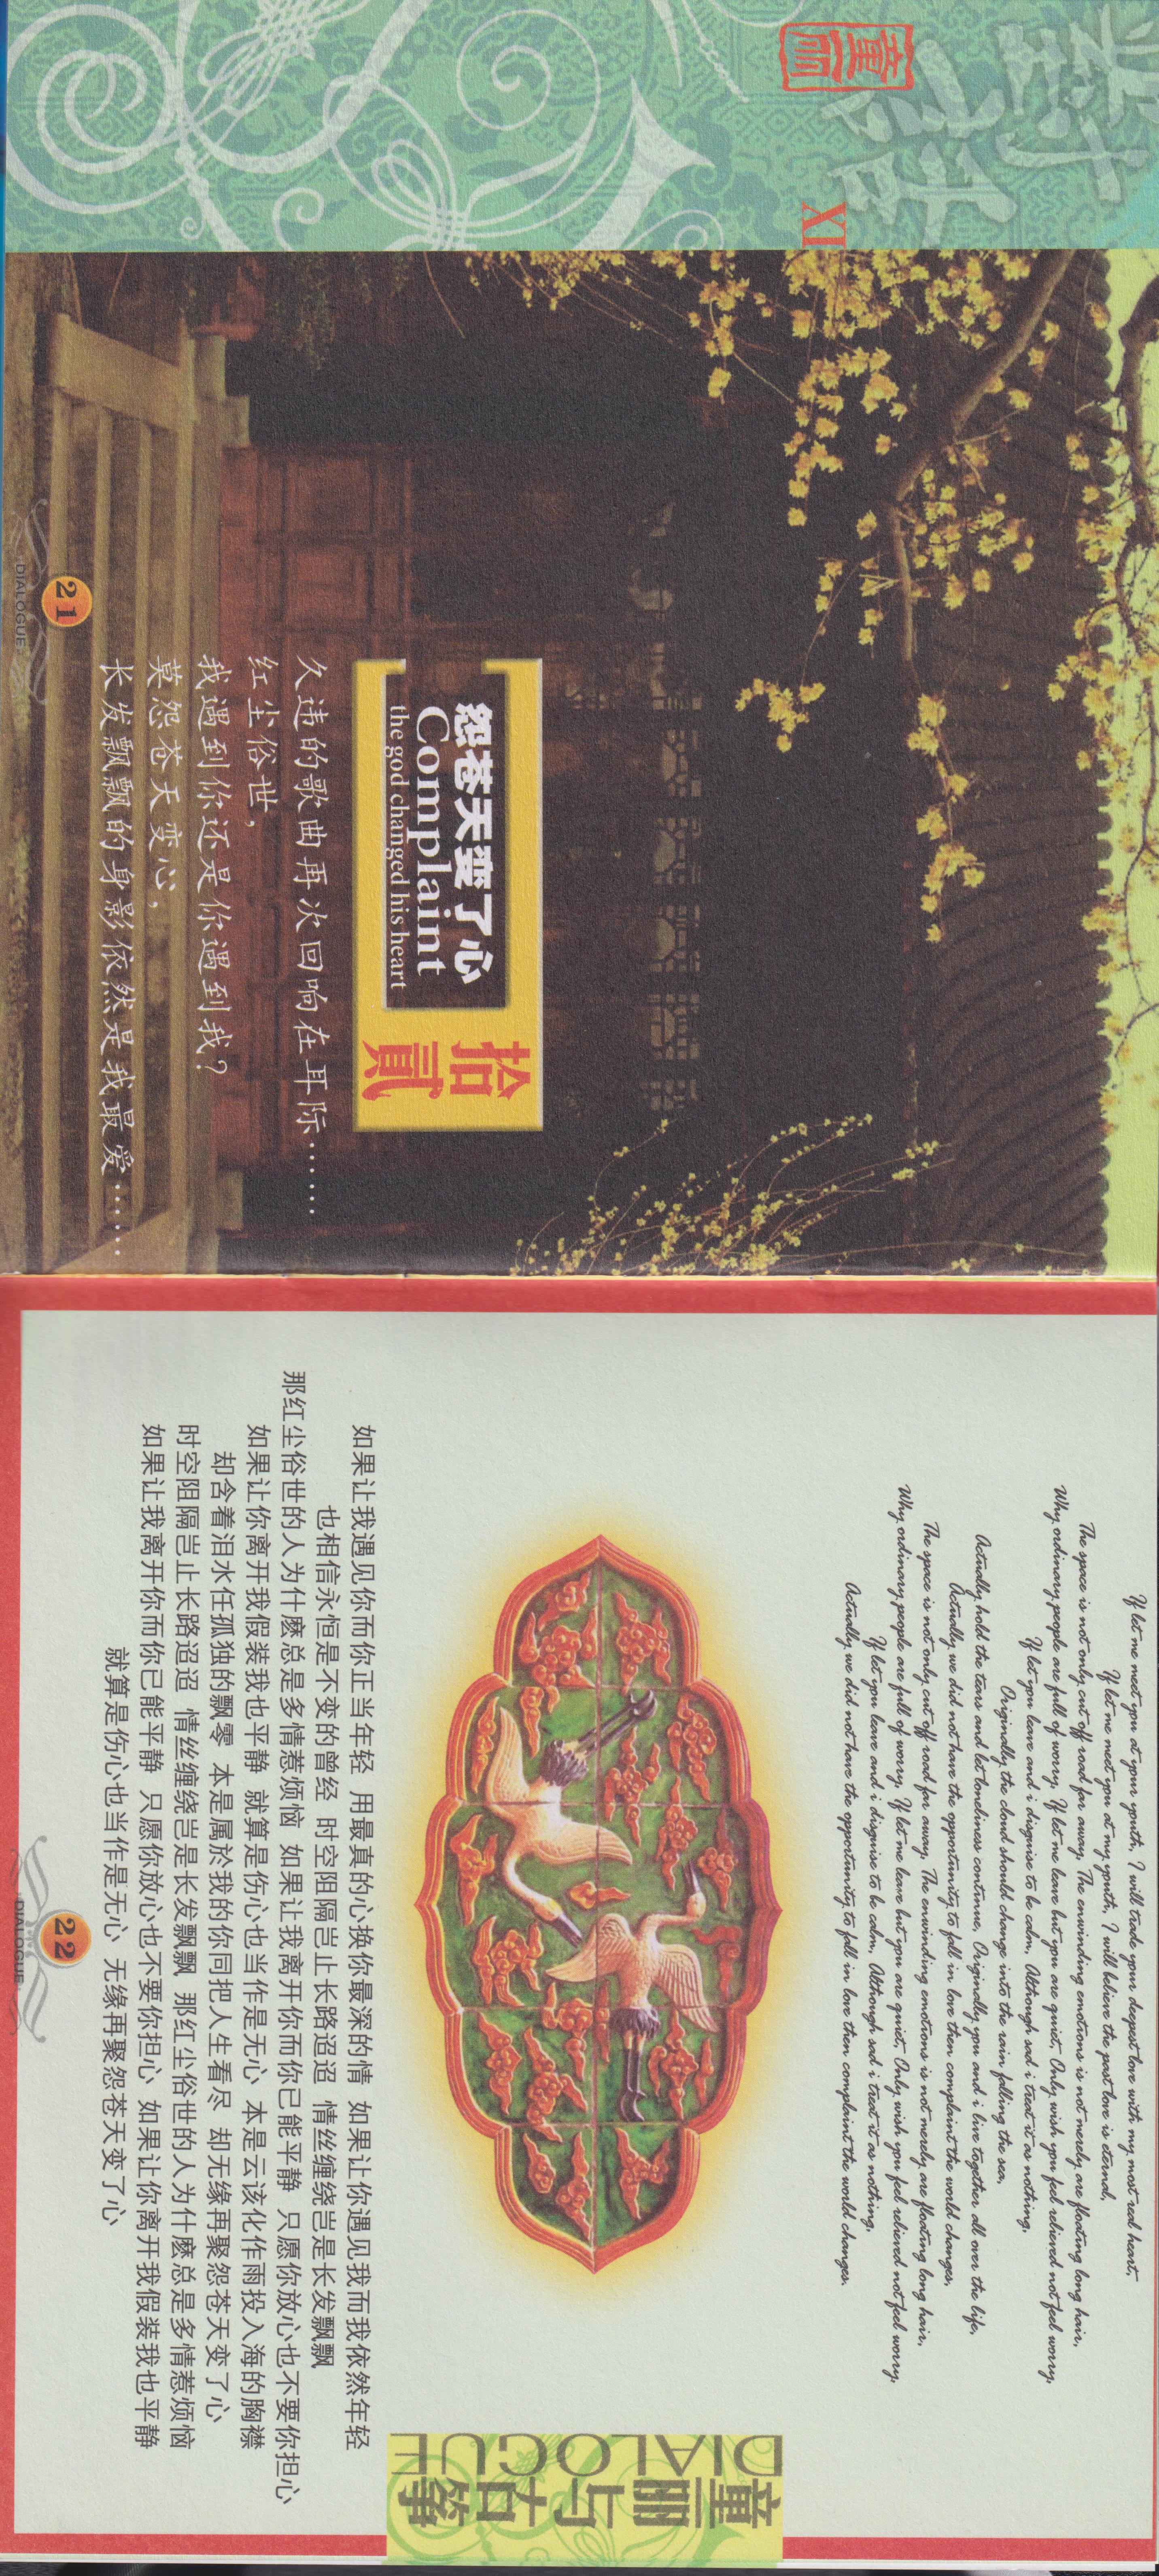 童丽
对
XI
怨苍天变了心
Complaint
the god changed his heart
拾
贰
久违的歌曲再次回响在耳际……
红尘俗世，
我遇到你还是你遇到我？
莫怨苍天变心，
长发飘飘的身影依然是我最爱……
21
DIALOGUE
If let me meet you at your youth, I will trade your deepest love with my most real heart,
If let me meet you at my youth, I will believe the past love is eternal,
The space is not only cut off road far away, The enwinding emotions is not merely are floating long hair,
Why ordinary people are full of worry, If let me leave but you are quiet, Only wish you feel relieved not feel worry,
If let you leave and i disguise to be calm, Although sad i treat it as nothing,
Originally the cloud should change into the rain falling the sea,
Actually hold the tears and let loneliness continue, Originally you and i live together all over the life,
Actually we did not have the opportunity to fall in love then complaint the world changes,
The space is not only cut off road far away, The enwinding emotions is not merely are floating long hair,
Why ordinary people are full of worry, If let me leave but you are quiet, Only wish you feel relieved not feel worry,
If let you leave and i disguise to be calm, Although sad i treat it as nothing,
Actually we did not have the opportunity to fall in love then complaint the world changes,
如果让我遇见你而你正当年轻 用最真的心换你最深的情 如果让你遇见我而我依然年轻
也相信永恒是不变的曾经 时空阻隔岂止长路迢迢 情丝缠绕岂是长发飘飘
那红尘俗世的人为什麽总是多情惹烦恼 如果让我离开你而你已能平静 只愿你放心也不要你担心
如果让你离开我假装我也平静 就算是伤心也当作是无心 本是云该化作雨投入海的胸襟
却含着泪水任孤独的飘零 本是属於我的你同把人生看尽 却无缘再聚怨苍天变了心
时空阻隔岂止长路迢迢 情丝缠绕岂是长发飘飘 那红尘俗世的人为什麽总是多情惹烦恼
如果让我离开你而你已能平静 只愿你放心也不要你担心 如果让你离开我假装我也平静
就算是伤心也当作是无心 无缘再聚怨苍天变了心
22
DIALOGUE
DIALOGUE
童丽与古筝